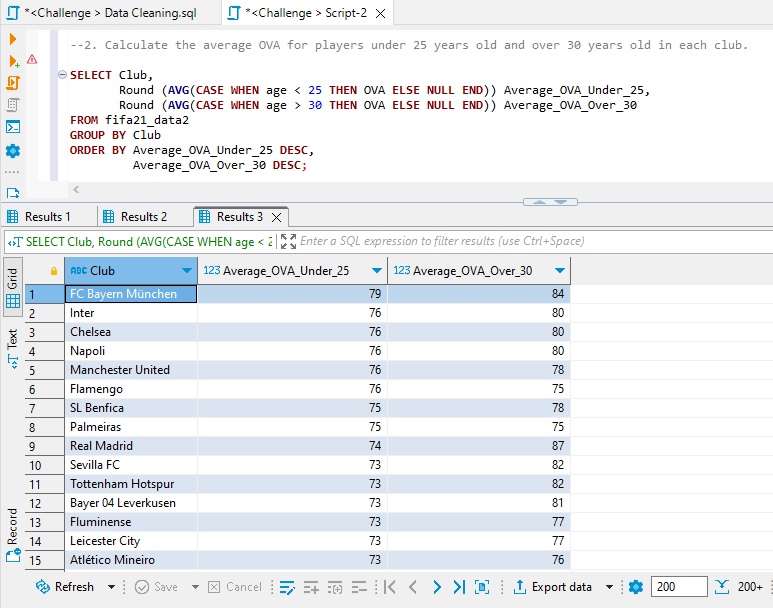 *<Challenge > Data Cleaning.sql
*<Challenge > Script-2
--2. Calculate the average OVA for players under 25 years old and over 30 years old in each club.
SELECT Club,
Round (AVG(CASE WHEN age < 25 THEN OVA ELSE NULL END)) Average_OVA_Under_25,
Round (AVG(CASE WHEN age > 30 THEN OVA ELSE NULL END)) Average_OVA_Over_30
FROM fifa21_data2
GROUP BY Club
ORDER BY Average_OVA_Under_25 DESC,
Average_OVA_Over_30 DESC;
Results 1 Results 2 Results 3
SELECT Club, Round (AVG(CASE WHEN age < 2 Enter a SQL expression to filter results (use Ctrl+Space)
Grid
Text
Record
ABC Club 123 Average_OVA_Under_25 123 Average_OVA_Over_30
1 FC Bayern München 79 84
2 Inter 76 80
3 Chelsea 76 80
4 Napoli 76 80
5 Manchester United 76 78
6 Flamengo 76 75
7 SL Benfica 75 78
8 Palmeiras 75 75
9 Real Madrid 74 87
10 Sevilla FC 73 82
11 Tottenham Hotspur 73 82
12 Bayer 04 Leverkusen 73 81
13 Fluminense 73 77
14 Leicester City 73 77
15 Atlético Mineiro 73 76
Refresh Save Cancel Export data 200 200+